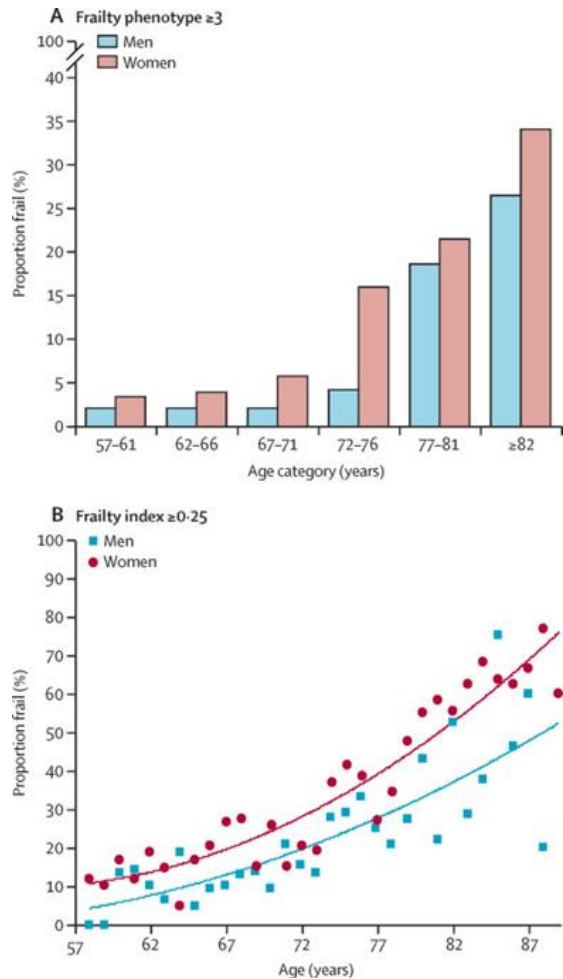 A Frailty phenotype ≥3
100
Men
Women
40
35
30
25
20
15
10
5
0
Proportion frail (%)
57–61 62–66 67–71 72–76 77–81 ≥82
Age category (years)
B Frailty index ≥0·25
100
Men
Women
90
80
70
60
50
40
30
20
10
0
Proportion frail (%)
57 62 67 72 77 82 87
Age (years)